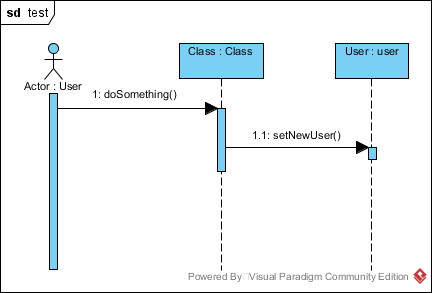 sd test
Class : Class
User : user
Actor : User
1: doSomething()
1.1: setNewUser()
Powered By Visual Paradigm Community Edition